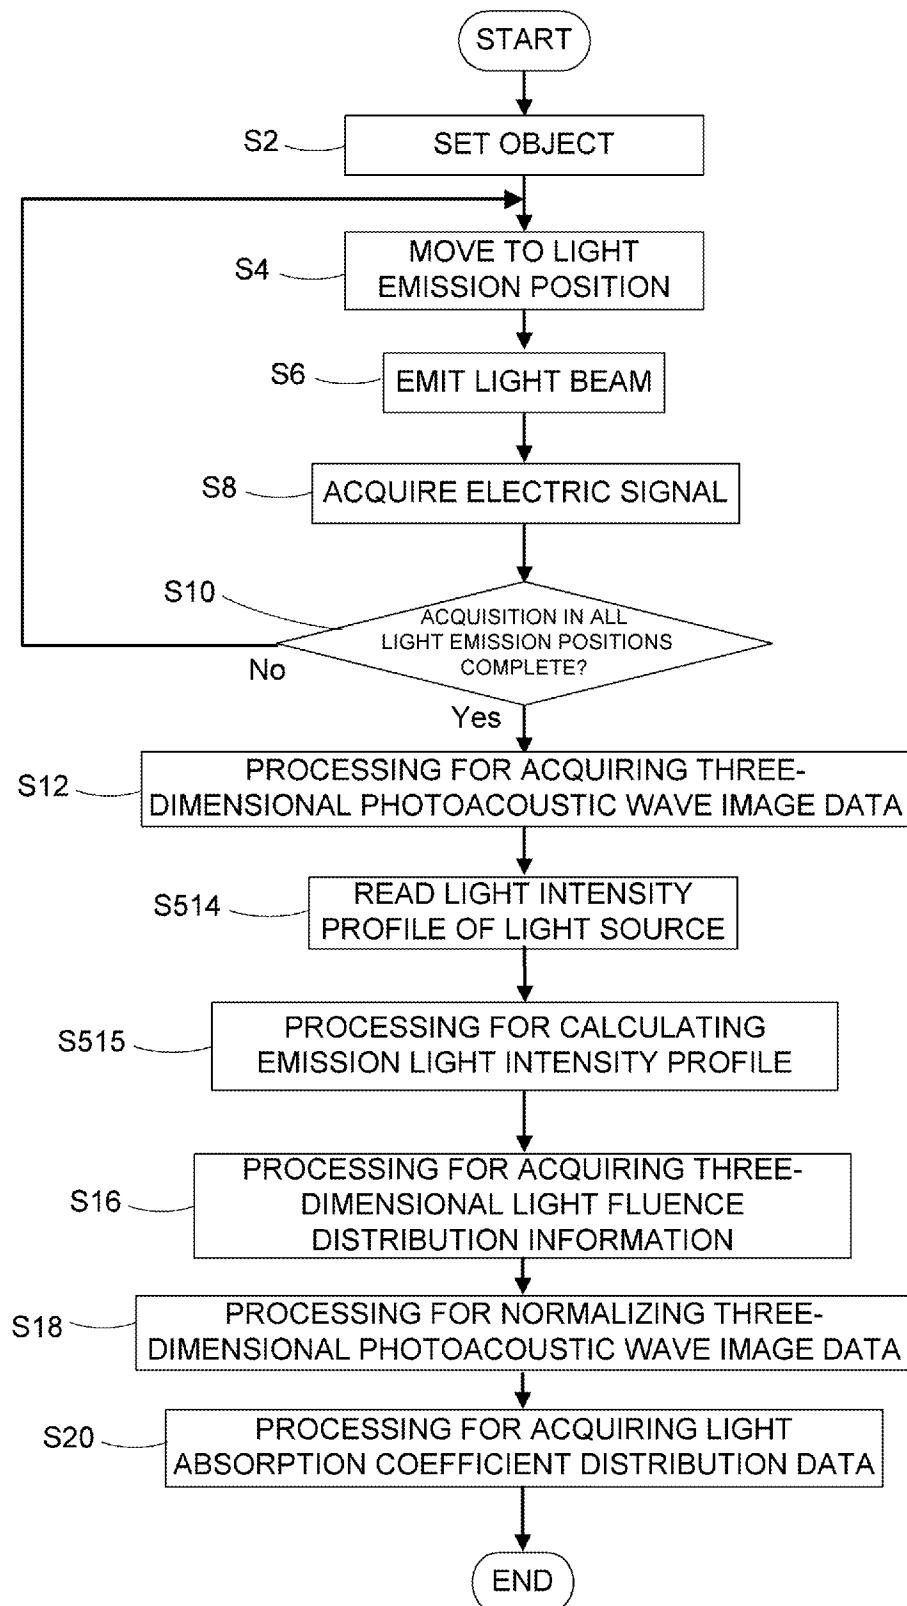 START
S2
SET OBJECT
S4
MOVE TO LIGHT
EMISSION POSITION
S6
EMIT LIGHT BEAM
S8
ACQUIRE ELECTRIC SIGNAL
S10
ACQUISITION IN ALL
LIGHT EMISSION POSITIONS
COMPLETE?
No
Yes
S12
PROCESSING FOR ACQUIRING THREE-
DIMENSIONAL PHOTOACOUSTIC WAVE IMAGE DATA
S514
READ LIGHT INTENSITY
PROFILE OF LIGHT SOURCE
S515
PROCESSING FOR CALCULATING
EMISSION LIGHT INTENSITY PROFILE
S16
PROCESSING FOR ACQUIRING THREE-
DIMENSIONAL LIGHT FLUENCE
DISTRIBUTION INFORMATION
S18
PROCESSING FOR NORMALIZING THREE-
DIMENSIONAL PHOTOACOUSTIC WAVE IMAGE DATA
S20
PROCESSING FOR ACQUIRING LIGHT
ABSORPTION COEFFICIENT DISTRIBUTION DATA
END